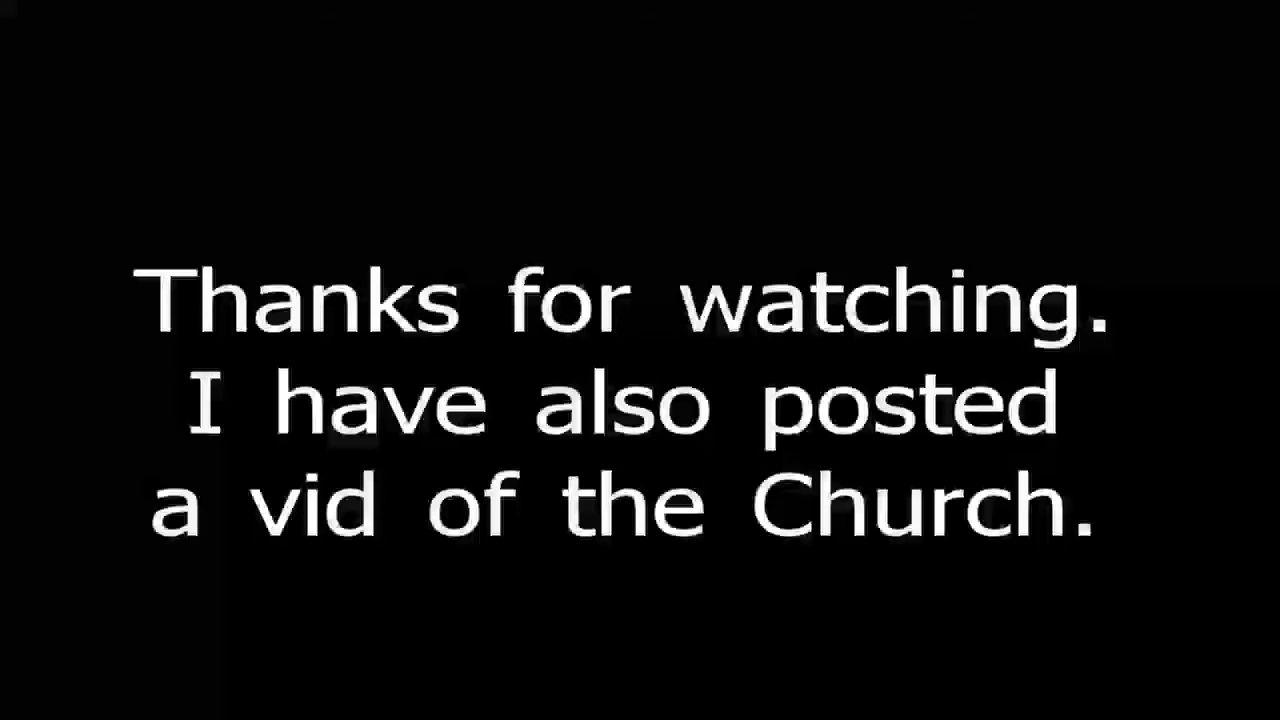 Thanks for watching.
I have also posted
a vid of the Church.